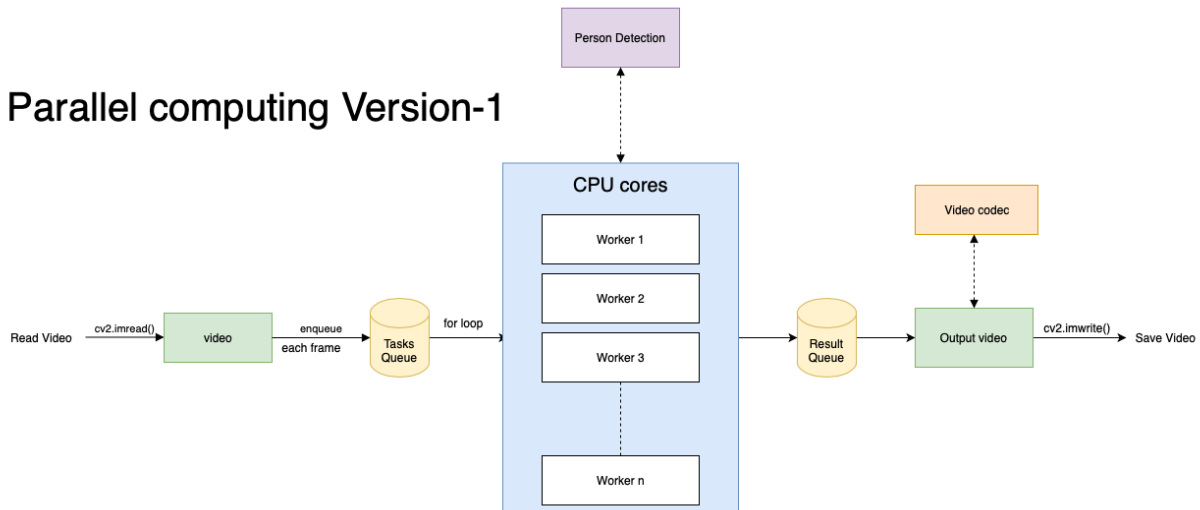 Person Detection
Parallel computing Version-1
CPU cores
Worker 1
Worker 2
Worker 3
Worker n
Read Video
cv2.imread()
video
enqueue
each frame
Tasks
Queue
for loop
Result
Queue
Video codec
Output video
cv2.imwrite()
Save Video